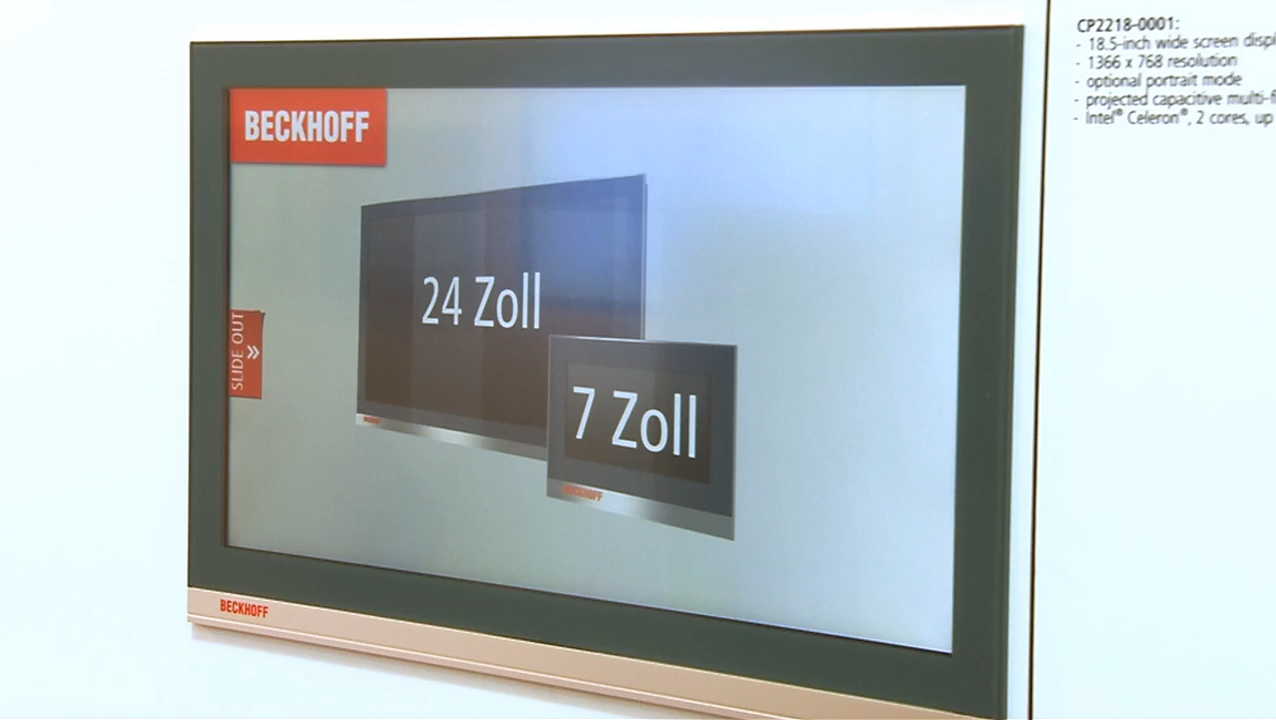 BECKHOFF
24 Zoll
7 Zoll
SLIDE OUT
BECKHOFF
BECKHOFF
CP2218-0001:
- 18.5-inch wide screen
- 1366 x 768 resolution
- optional portrait mode
- projected capacitive
- Intel® Celeron®, 2 cores, up